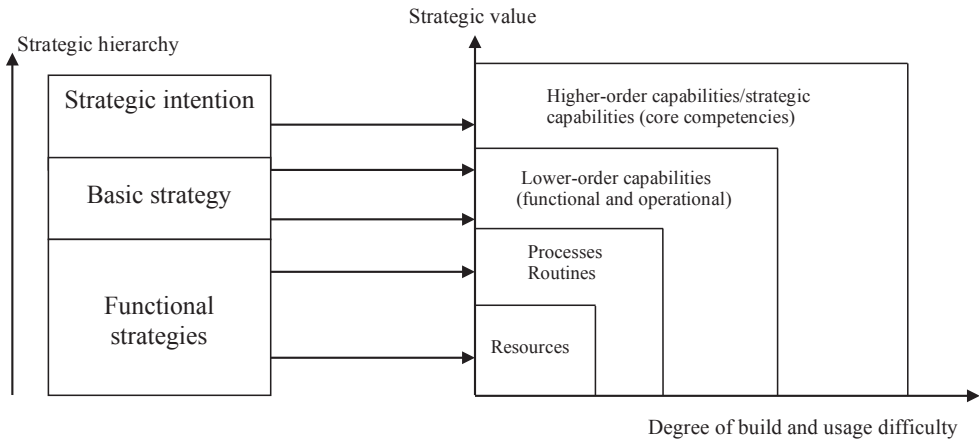 Strategic value
Strategic hierarchy
Strategic intention
Basic strategy
Functional
strategies
Higher-order capabilities/strategic
capabilities (core competencies)
Lower-order capabilities
(functional and operational)
Processes
Routines
Resources
Degree of build and usage difficulty